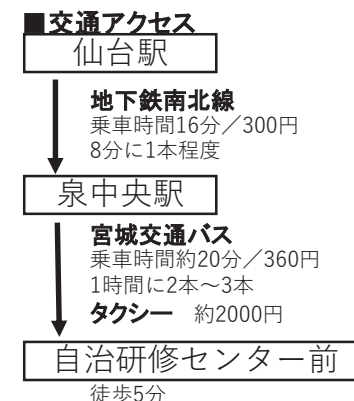 ■交通アクセス
仙台駅
地下鉄南北線
乗車時間16分／300円
8分に1本程度
泉中央駅
宮城交通バス
乗車時間約20分／360円
1時間に2本～3本
タクシー　約2000円
自治研修センター前
徒歩5分